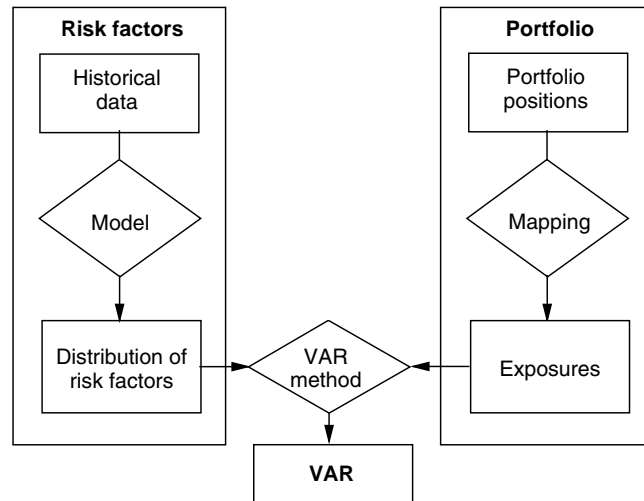 Risk factors
Historical
data
Model
Distribution of
risk factors
Portfolio
Portfolio
positions
Mapping
Exposures
VAR
method
VAR